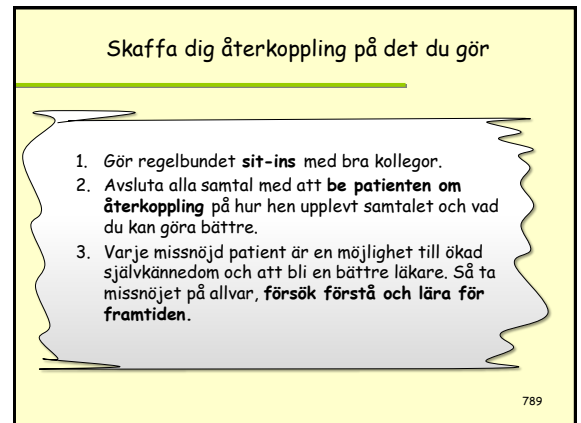 Skaffa dig återkoppling på det du gör
1. Gör regelbundet sit-ins med bra kollegor.
2. Avsluta alla samtal med att be patienten om
återkoppling på hur hen upplevt samtalet och vad
du kan göra bättre.
3. Varje missnöjd patient är en möjlighet till ökad
självkännedom och att bli en bättre läkare. Så ta
missnöjet på allvar, försök förstå och lära för
framtiden.
789